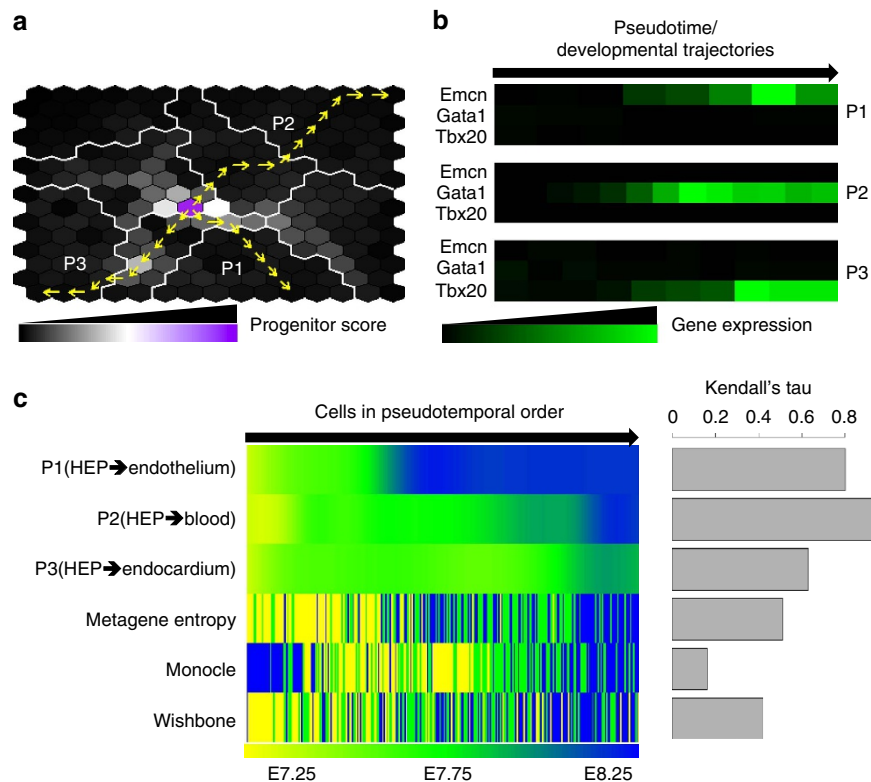 a
P2
P3
P1
Progenitor score
b
Pseudotime/
developmental trajectories
Emcn
Gata1
Tbx20
P1
Emcn
Gata1
Tbx20
P2
Emcn
Gata1
Tbx20
P3
Gene expression
c
Cells in pseudotemporal order
Kendall's tau
0 0.2 0.4 0.6 0.8
P1(HEP➔endothelium)
P2(HEP➔blood)
P3(HEP➔endocardium)
Metagene entropy
Monocle
Wishbone
E7.25 E7.75 E8.25